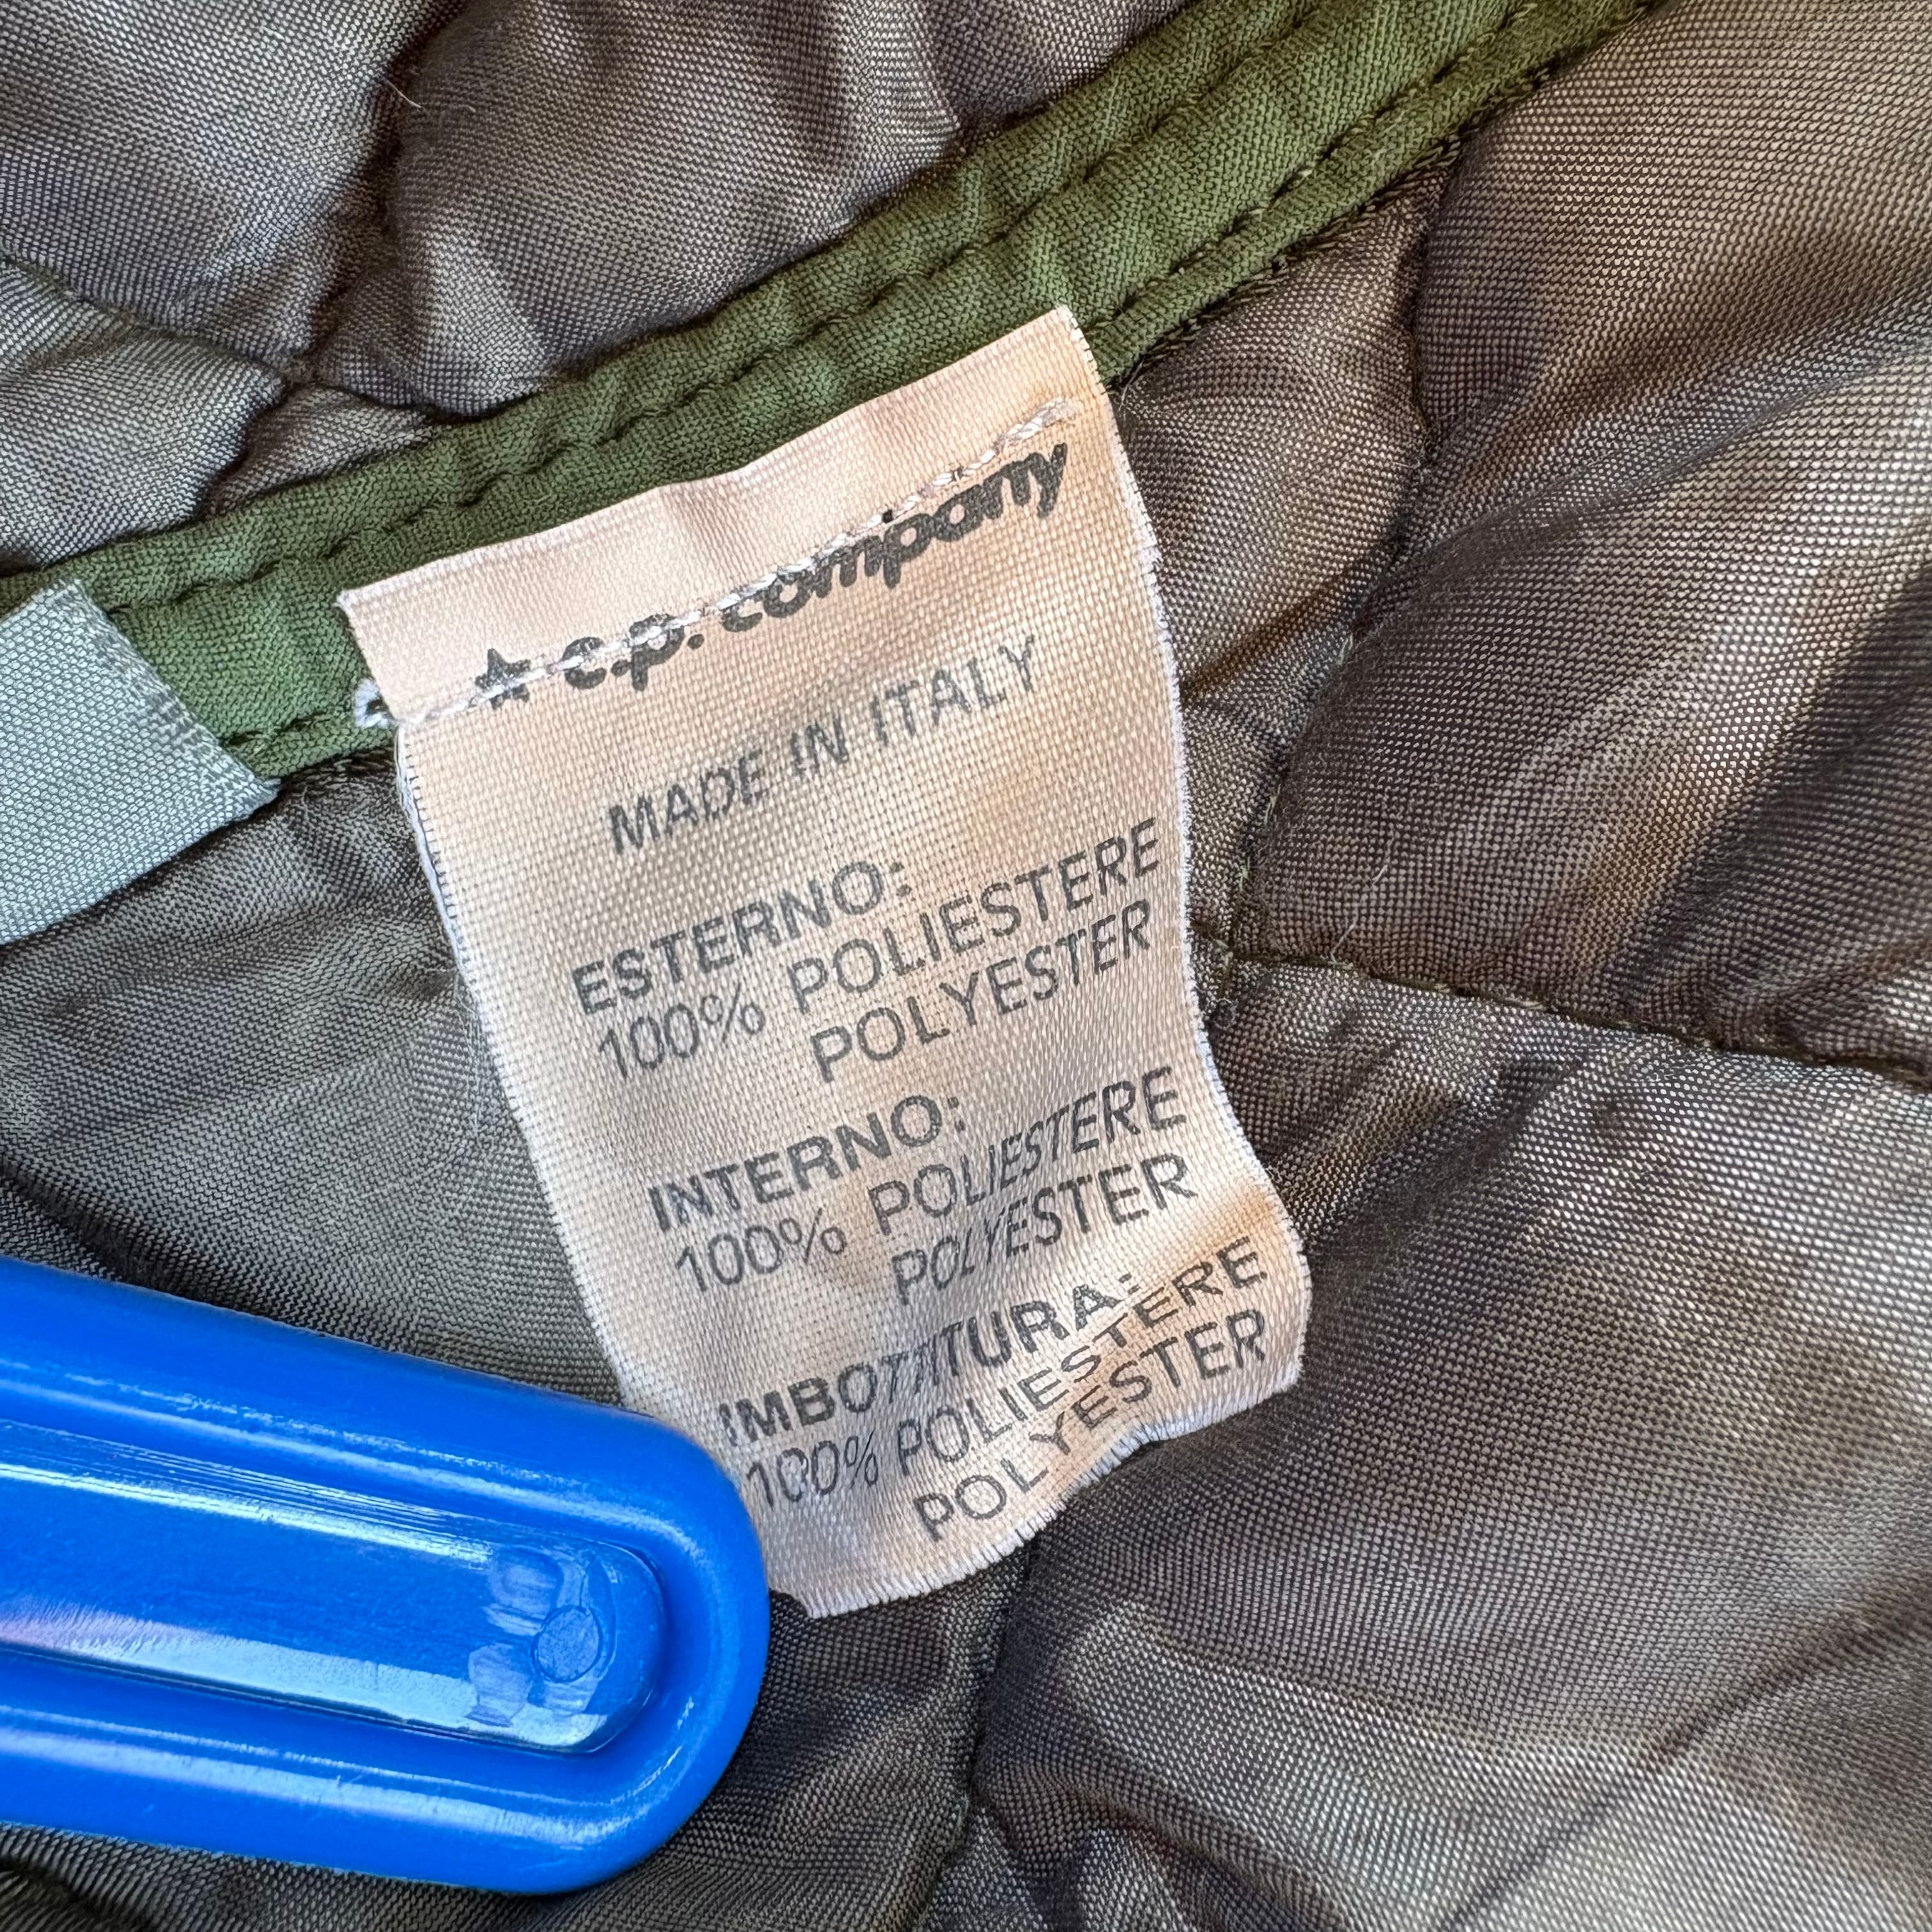 ★ c.p. company
MADE IN ITALY
ESTERNO:
100% POLIESTERE
POLYESTER
INTERNO:
100% POLIESTERE
POLYESTER
IMBOTTITURA:
100% POLIESTERE
POLYESTER